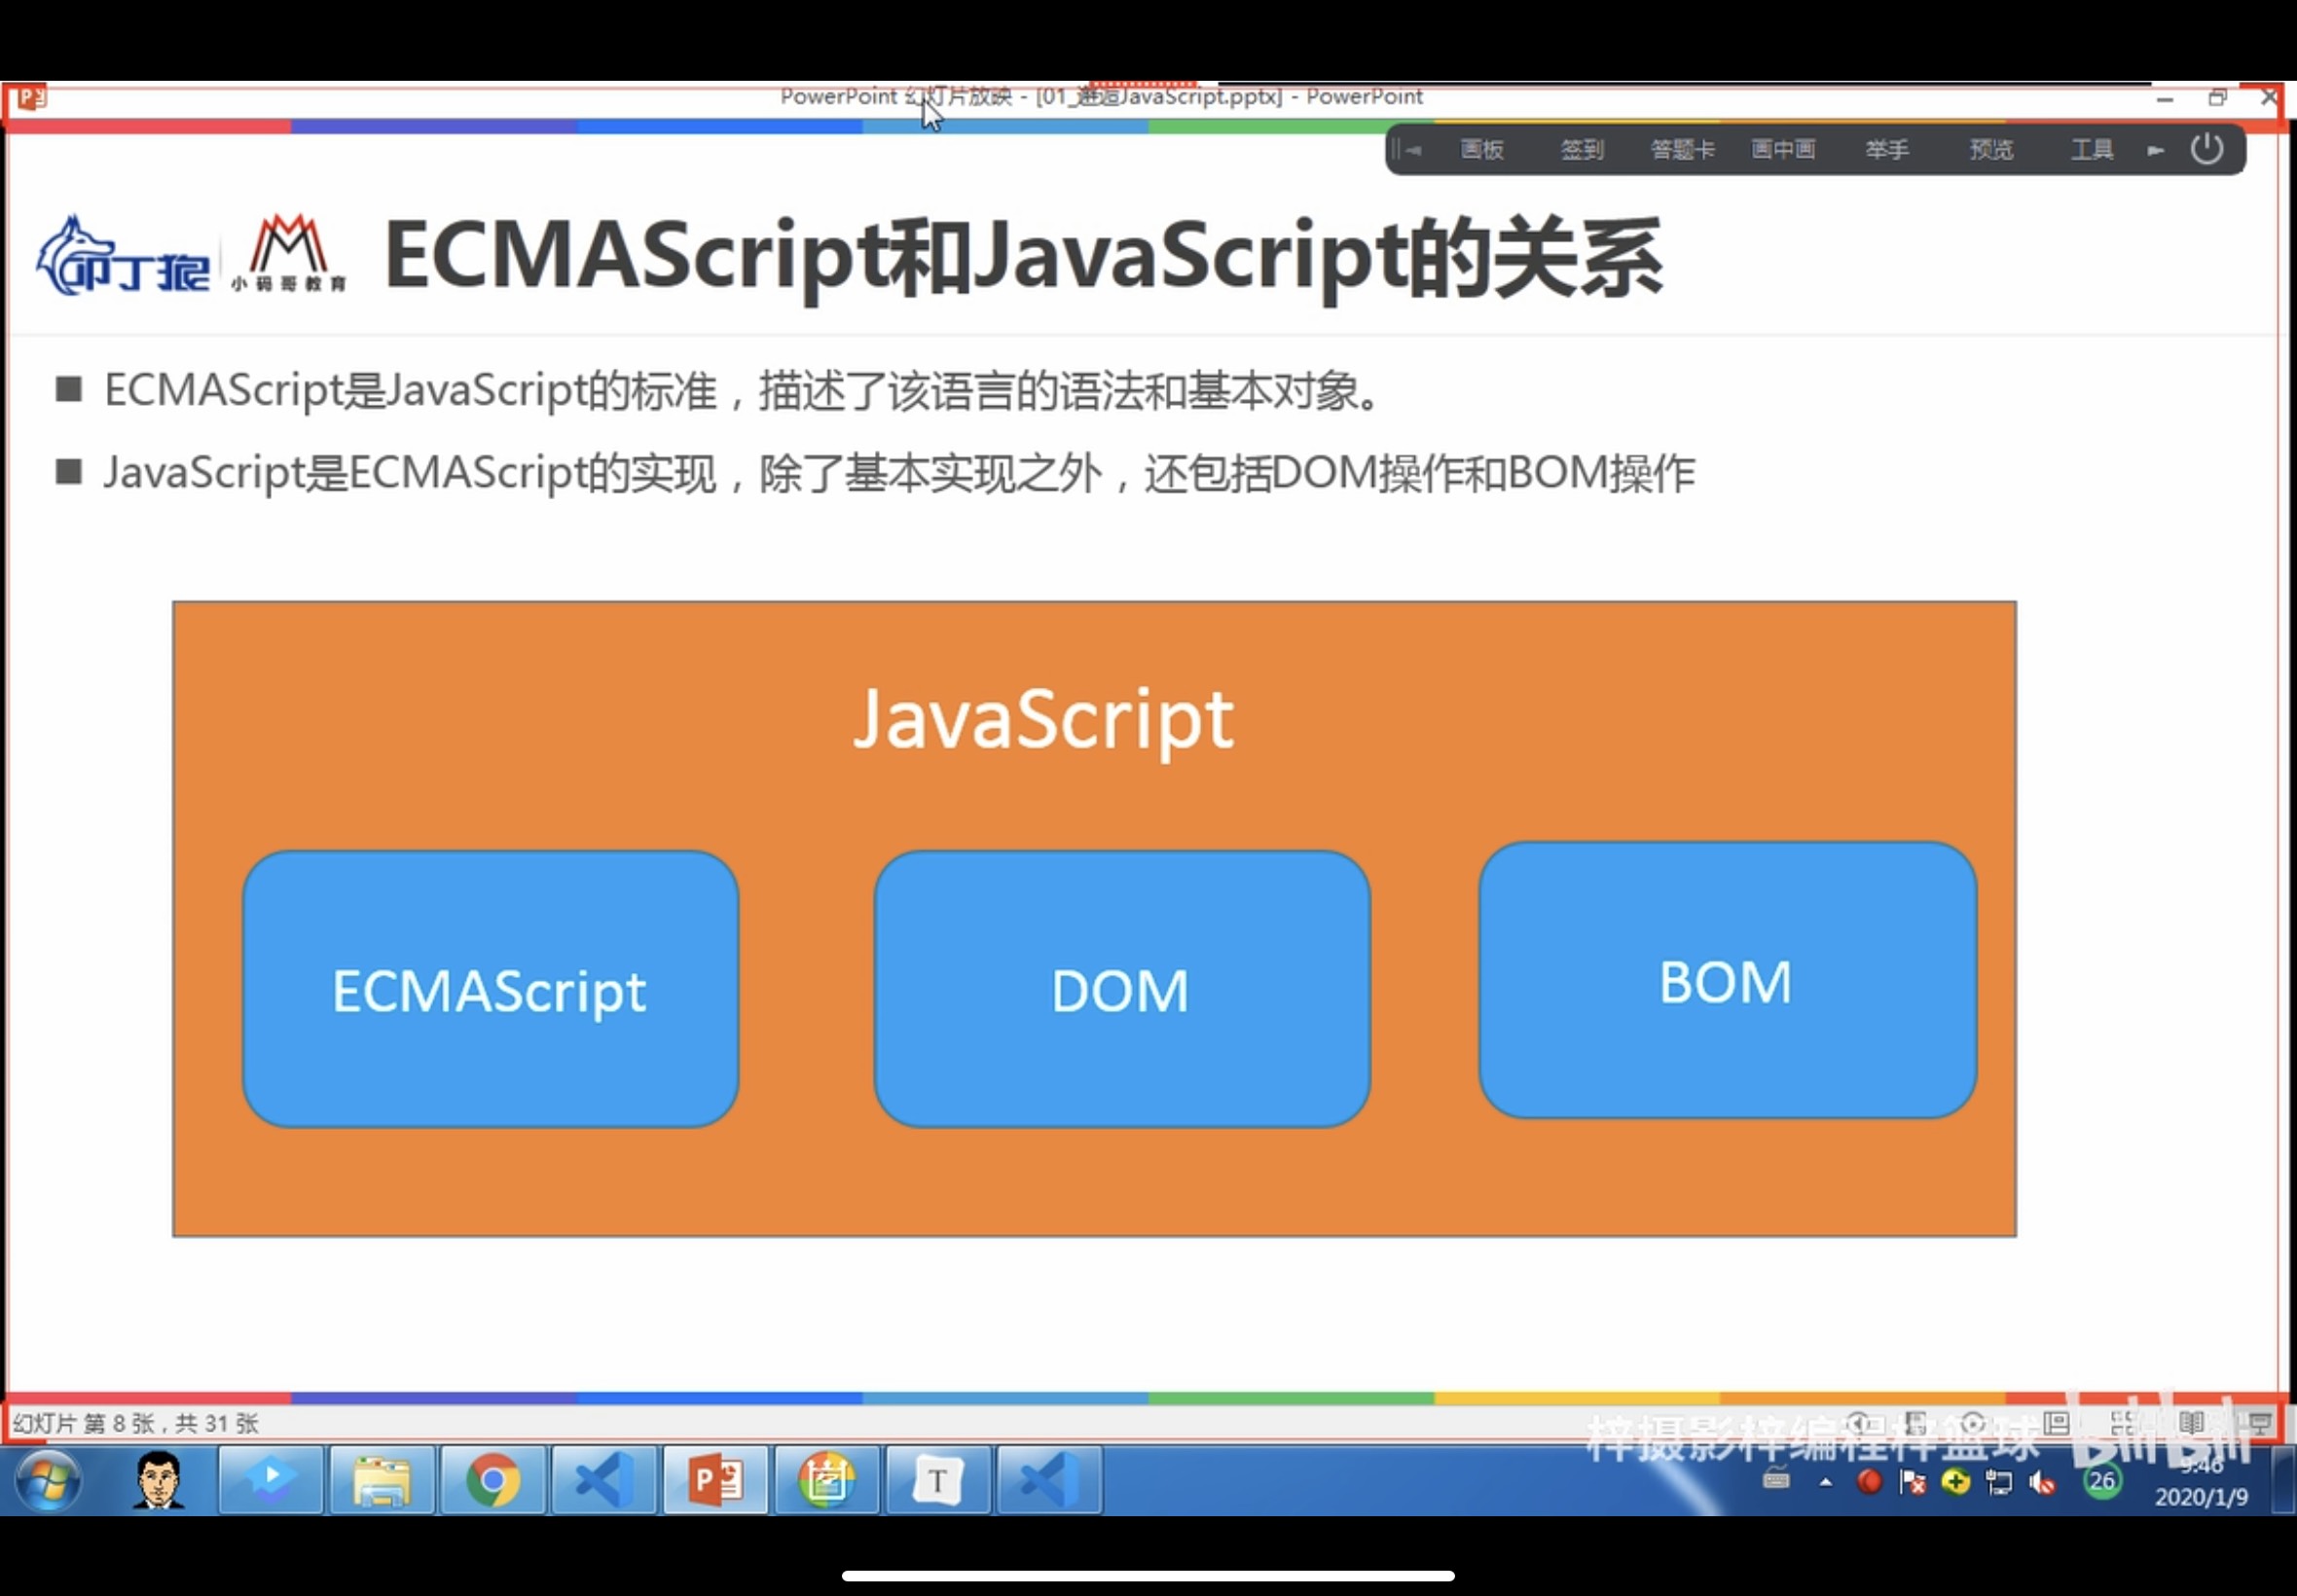 PowerPoint 幻灯片放映 - [01_邂逅JavaScript.pptx] - PowerPoint
画板 签到 答题卡 画中画 举手 预览 工具
叩丁狼
小码哥教育
ECMAScript和JavaScript的关系
ECMAScript是JavaScript的标准，描述了该语言的语法和基本对象。
JavaScript是ECMAScript的实现，除了基本实现之外，还包括DOM操作和BOM操作
JavaScript
ECMAScript
DOM
BOM
幻灯片 第 8 张，共 31 张
梓摄影梓编程梓篮球
bilibili
26
9:46
2020/1/9